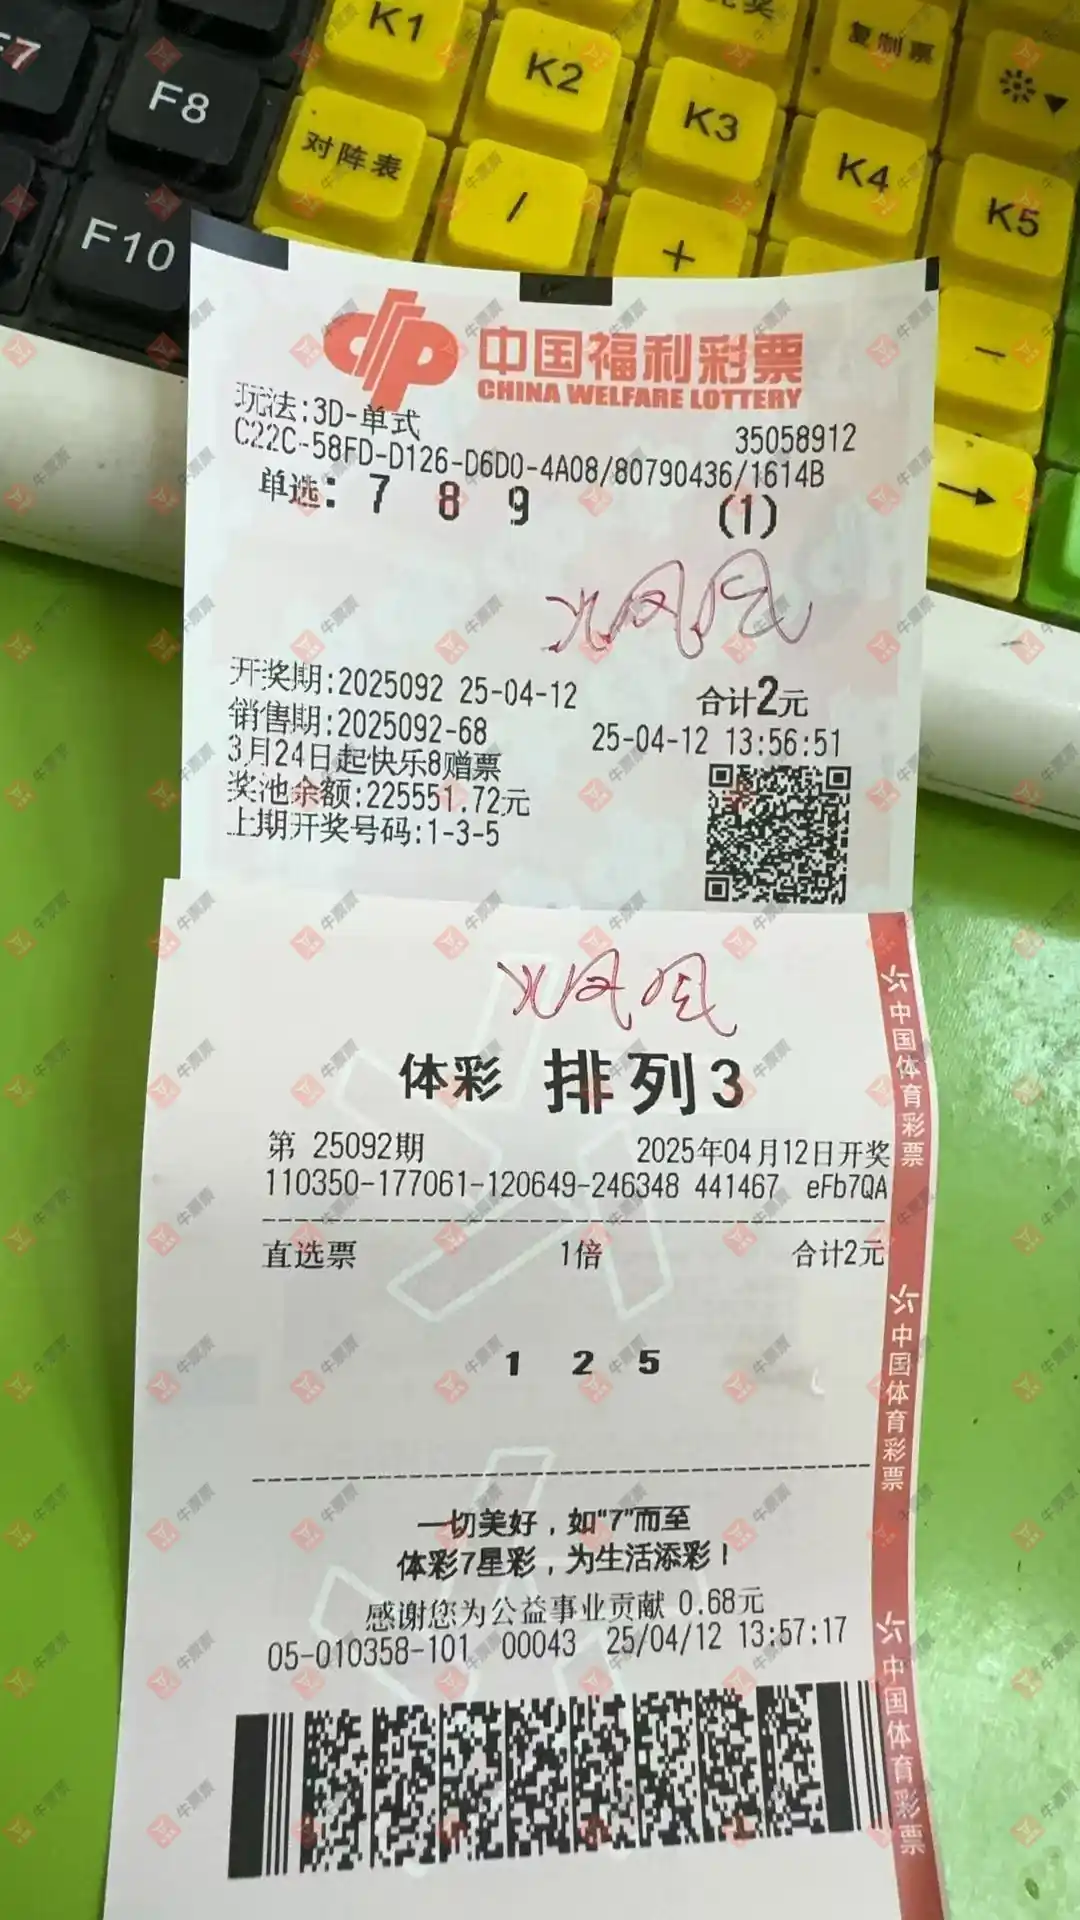 K1
K2
K3
K4
K5
F8
F10
复制票
对阵表
/
+
-
→
中国福利彩票
CHINA WELFARE LOTTERY
玩法:3D-单式
35058912
C22C-58FD-D126-D6D0-4A08/80790436/1614B
单选: 7 8 9 (1)
开奖期:2025092 25-04-12 合计2元
销售期:2025092-68 25-04-12 13:56:51
3月24日起快乐8赠票
奖池余额:225551.72元
上期开奖号码:1-3-5
体彩 排列3
第 25092期 2025年04月12日开奖
110350-177061-120649-246348 441467 eFb7QA
直选票 1倍 合计2元
1 2 5
一切美好，如“7”而至
体彩7星彩，为生活添彩！
感谢您为公益事业贡献 0.68元
05-010358-101 00043 25/04/12 13:57:17
中国体育彩票
中国体育彩票
中国体育彩票
牛票票